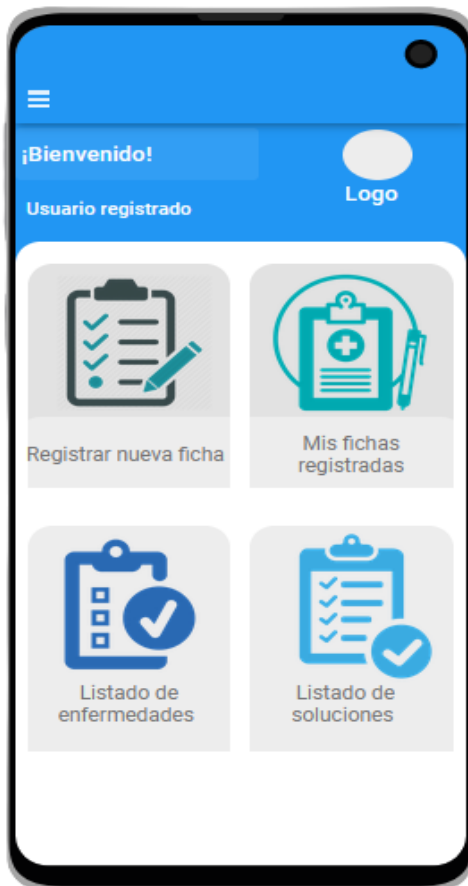 ¡Bienvenido!
Logo
Usuario registrado
Registrar nueva ficha
Mis fichas
registradas
Listado de
enfermedades
Listado de
soluciones